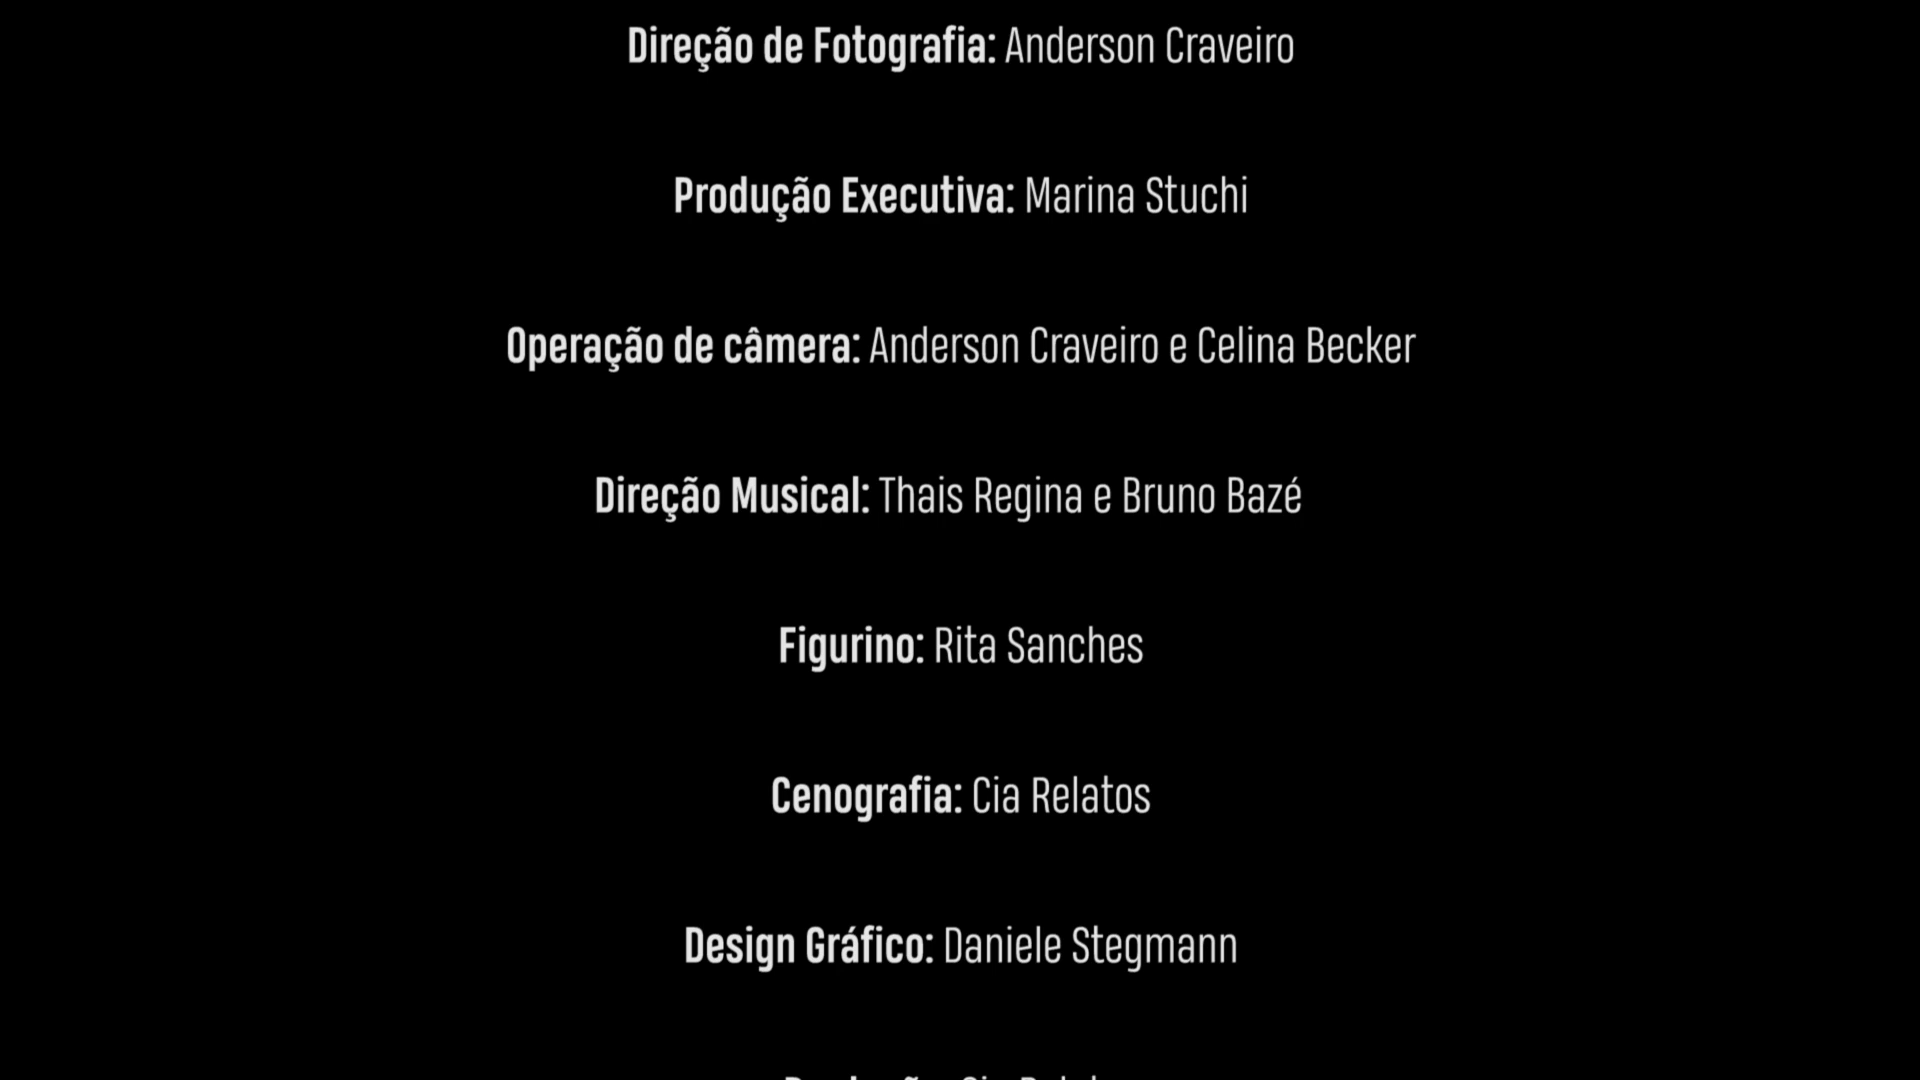 Direção de Fotografia: Anderson Craveiro
Produção Executiva: Marina Stuchi
Operação de câmera: Anderson Craveiro e Celina Becker
Direção Musical: Thais Regina e Bruno Bazé
Figurino: Rita Sanches
Cenografia: Cia Relatos
Design Gráfico: Daniele Stegmann